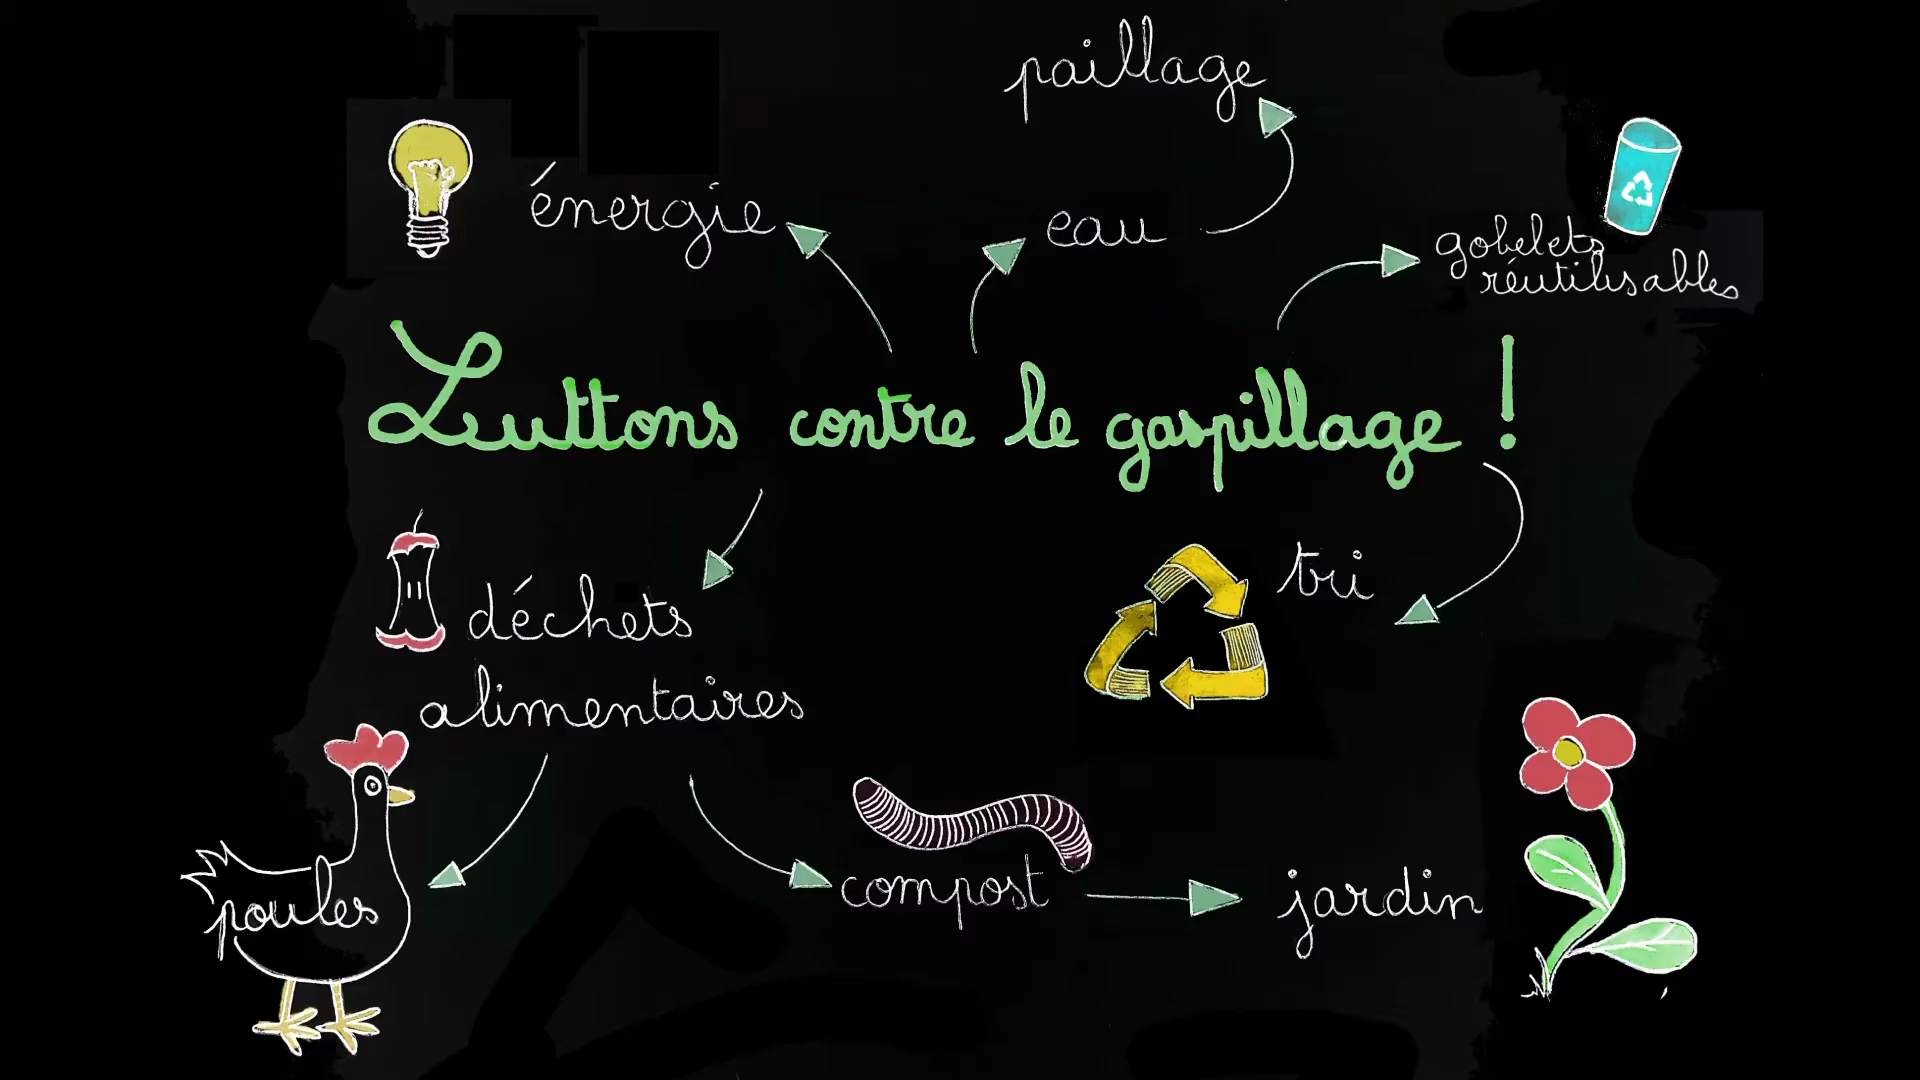 paillage
énergie
eau
gobelets
réutilisables
Luttons contre le gaspillage !
tri
déchets
alimentaires
poules
compost
jardin